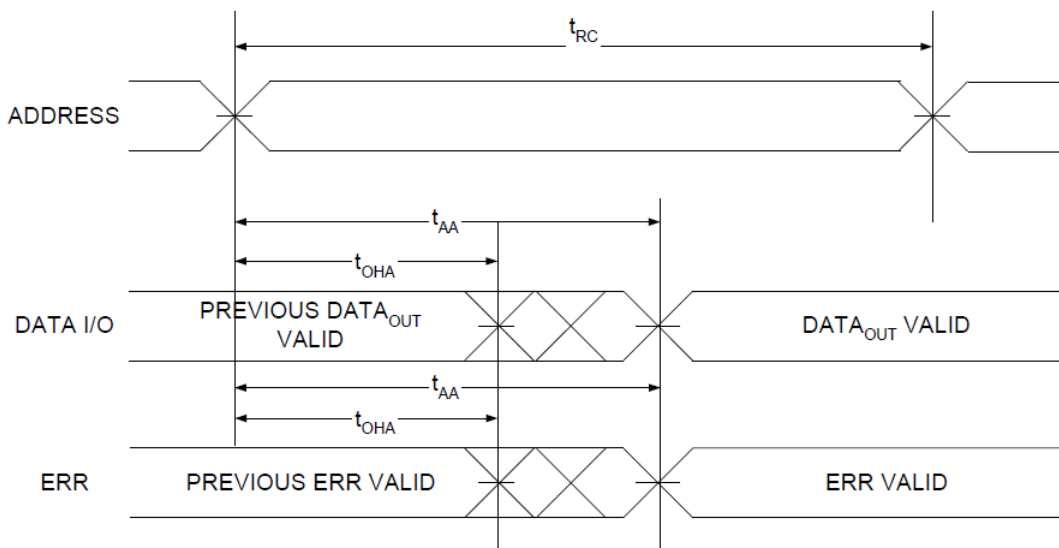 tRC
ADDRESS
tAA
tOHA
DATA I/O
PREVIOUS DATAOUT
VALID
DATAOUT VALID
tAA
tOHA
ERR
PREVIOUS ERR VALID
ERR VALID